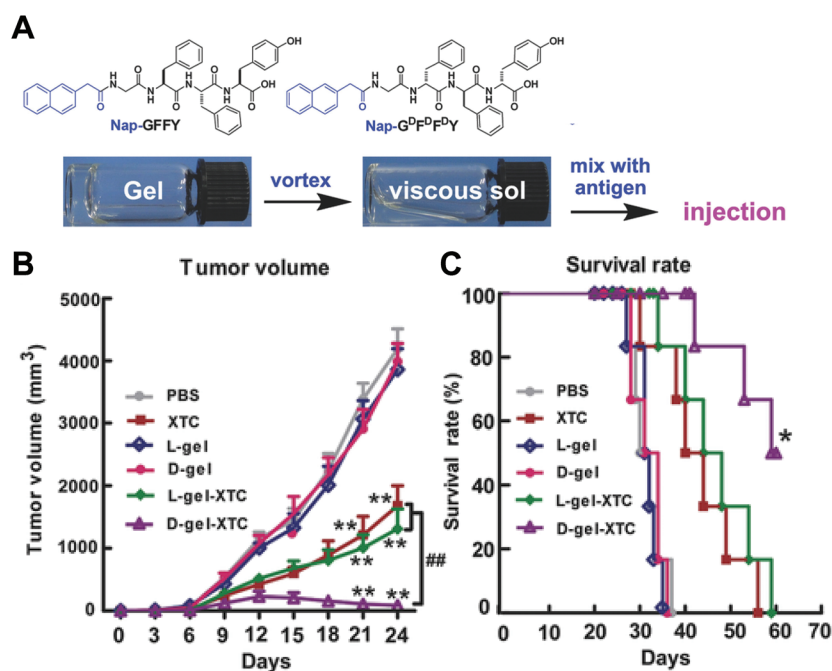 A
OH
O
O
O
N
H
H
N
N
H
H
N
OH
O
O
O
Nap-GFFY
OH
O
O
O
N
H
H
N
N
H
H
N
OH
O
O
O
Nap-GᴰFᴰFᴰY
Gel
vortex
viscous sol
mix with
antigen
injection
B
Tumor volume
Tumor volume (mm³)
5000
4000
3000
2000
1000
0
PBS
XTC
L-gel
D-gel
L-gel-XTC
D-gel-XTC
**
**
**
**
**
**
##
0 3 6 9 12 15 18 21 24
Days
C
Survival rate
Survival rate (%)
100
80
60
40
20
0
PBS
XTC
L-gel
D-gel
L-gel-XTC
D-gel-XTC
*
0 10 20 30 40 50 60 70
Days